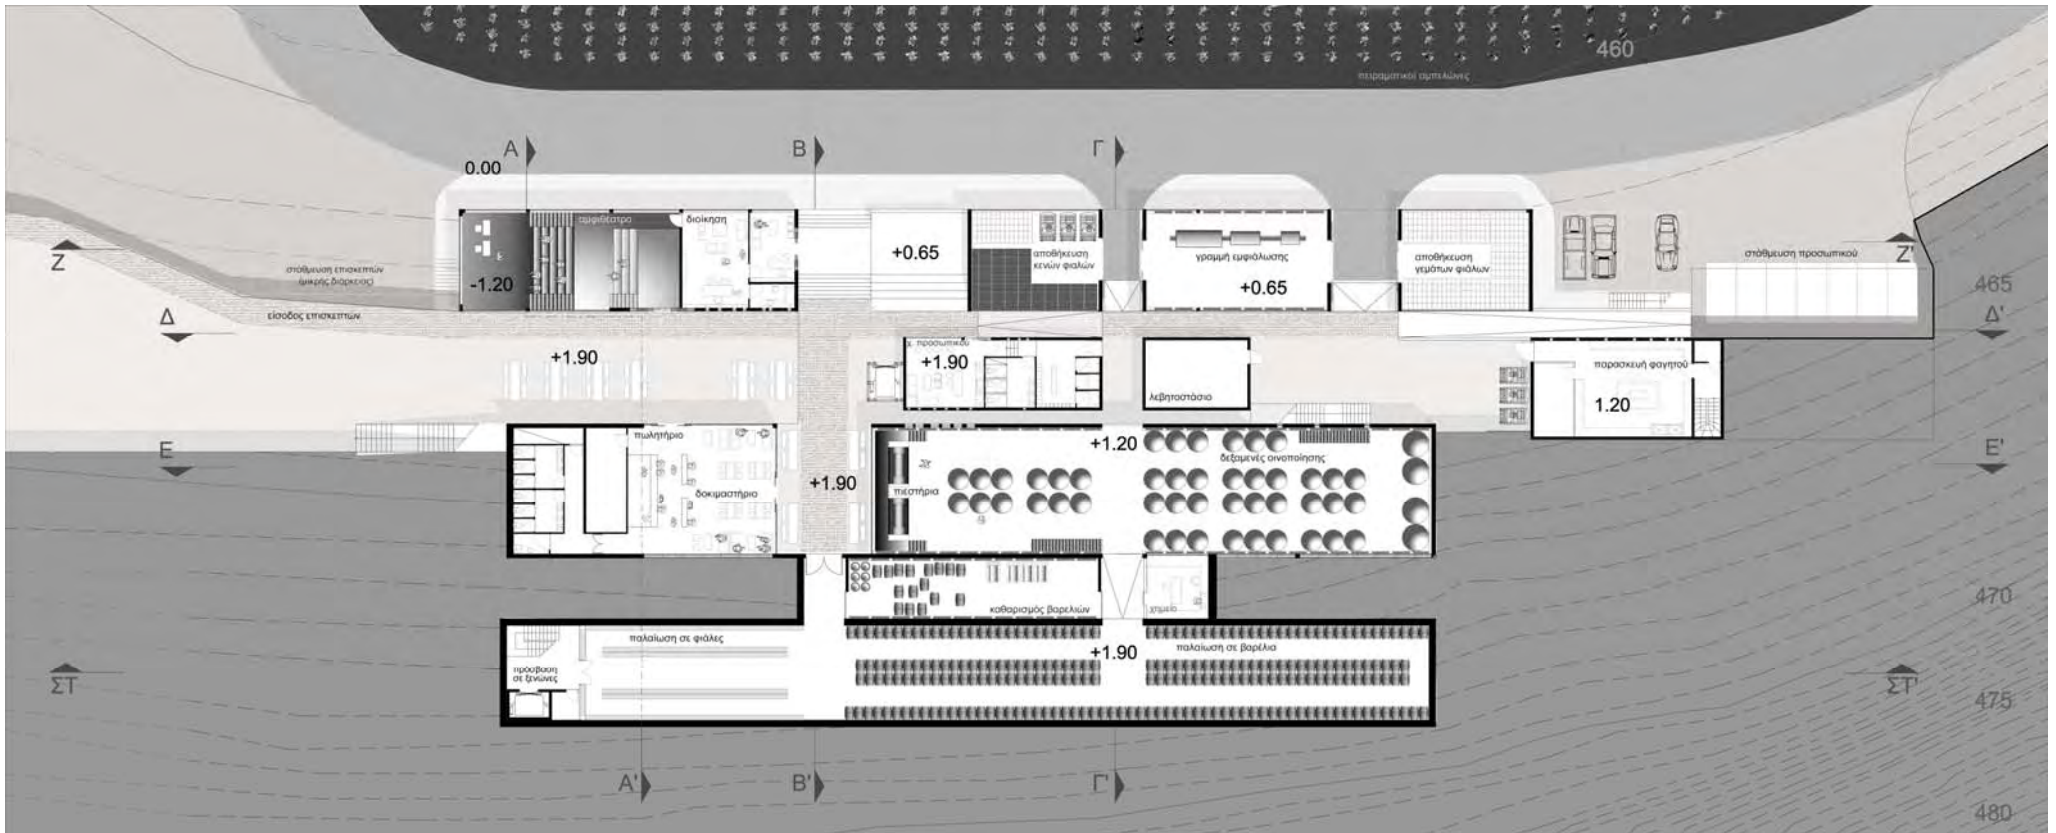 460
πειραματικοί αμπελώνες
Α
Β
Γ
0.00
αμφιθέατρο
διοίκηση
Ζ
Ζ'
στάθμευση επισκεπτών
(μικρής διάρκειας)
-1.20
+0.65
αποθήκευση
κενών φιαλών
γραμμή εμφιάλωσης
+0.65
αποθήκευση
γεμάτων φιάλων
στάθμευση προσωπικού
465
είσοδος επισκεπτών
Δ
Δ'
+1.90
χ. προσωπικού
+1.90
λεβητοστάσιο
παρασκευή φαγητού
1.20
Ε
Ε'
πωλητήριο
+1.20
δεξαμενές οινοποίησης
δοκιμαστήριο
+1.90
πιεστήρια
470
καθαρισμός βαρελιών
χημείο
παλαίωση σε φιάλες
+1.90
παλαίωση σε βαρέλια
πρόσβαση
σε ξενώνες
ΣΤ
ΣΤ'
475
Α'
Β'
Γ'
480